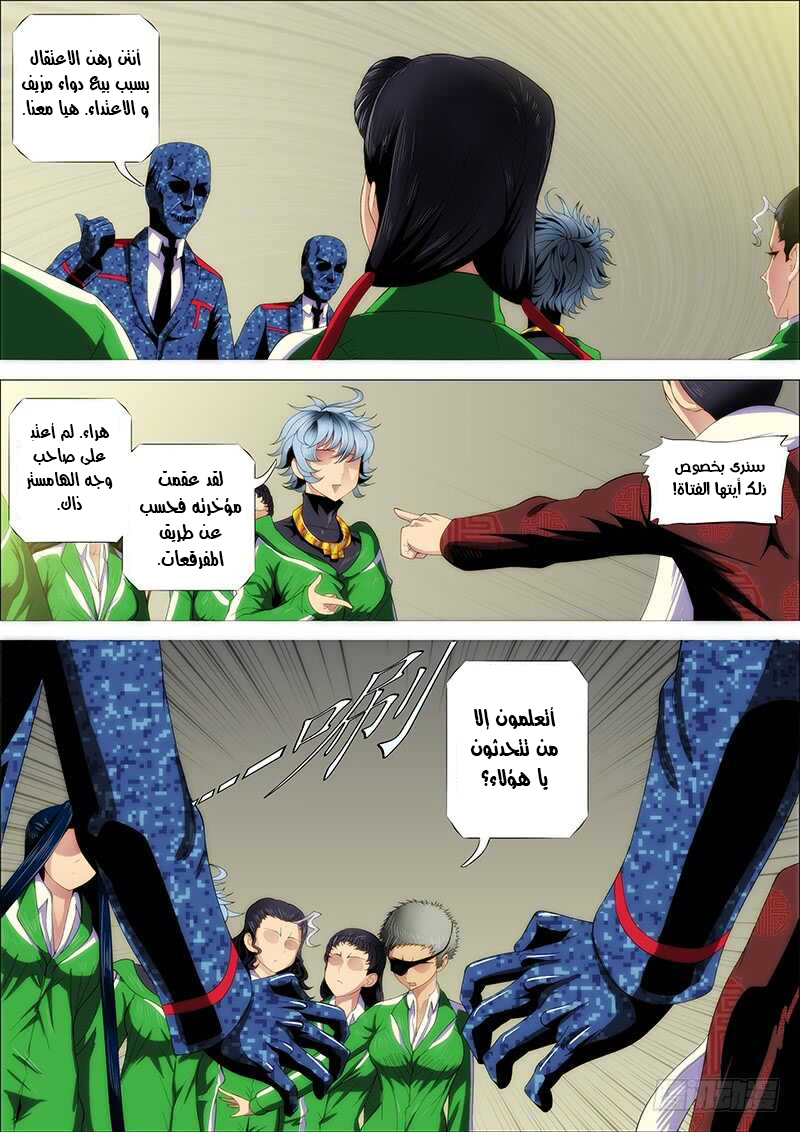 أنتن رهن الاعتقال
بسبب بيع دواء مزيف
و الاعتداء. هيا معنا.
سنرى بخصوص
ذلك أيتها الفتاة!
لقد عقمت
مؤخرته فحسب
عن طريق
المفرقعات.
هراء. لم أعتد
على صاحب
وجه الهامستر
ذاك.
أتعلمون إلا
من تتحدثون
يا هؤلاء؟